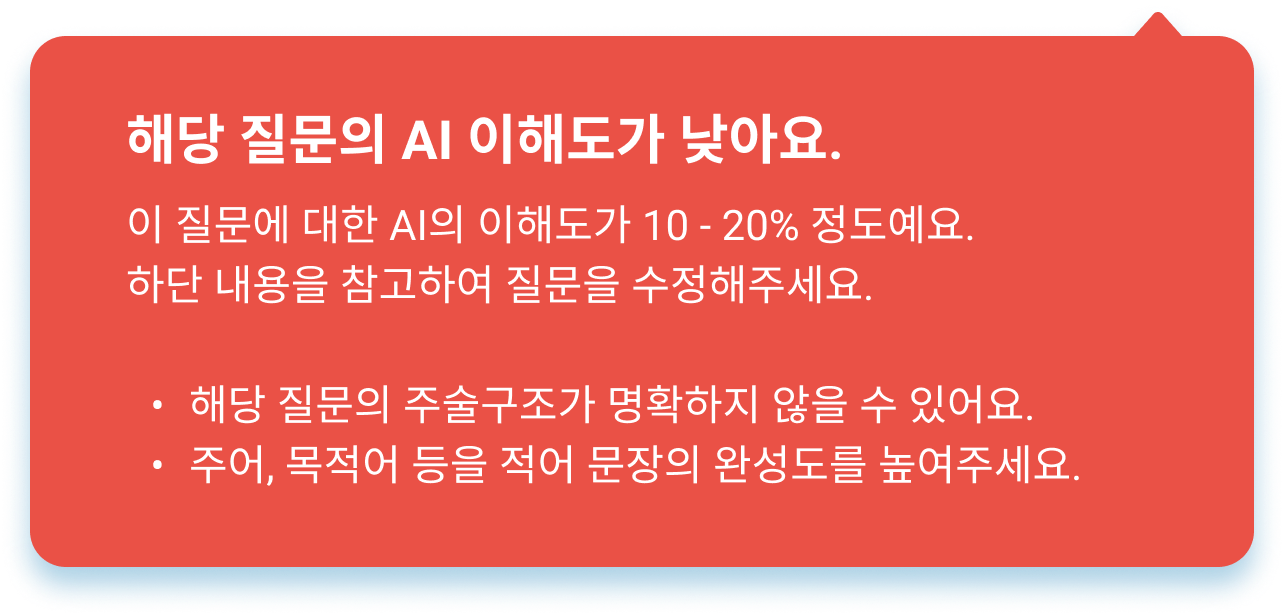 해당 질문의 AI 이해도가 낮아요.
이 질문에 대한 AI의 이해도가 10 - 20% 정도예요.
하단 내용을 참고하여 질문을 수정해주세요.
• 해당 질문의 주술구조가 명확하지 않을 수 있어요.
• 주어, 목적어 등을 적어 문장의 완성도를 높여주세요.